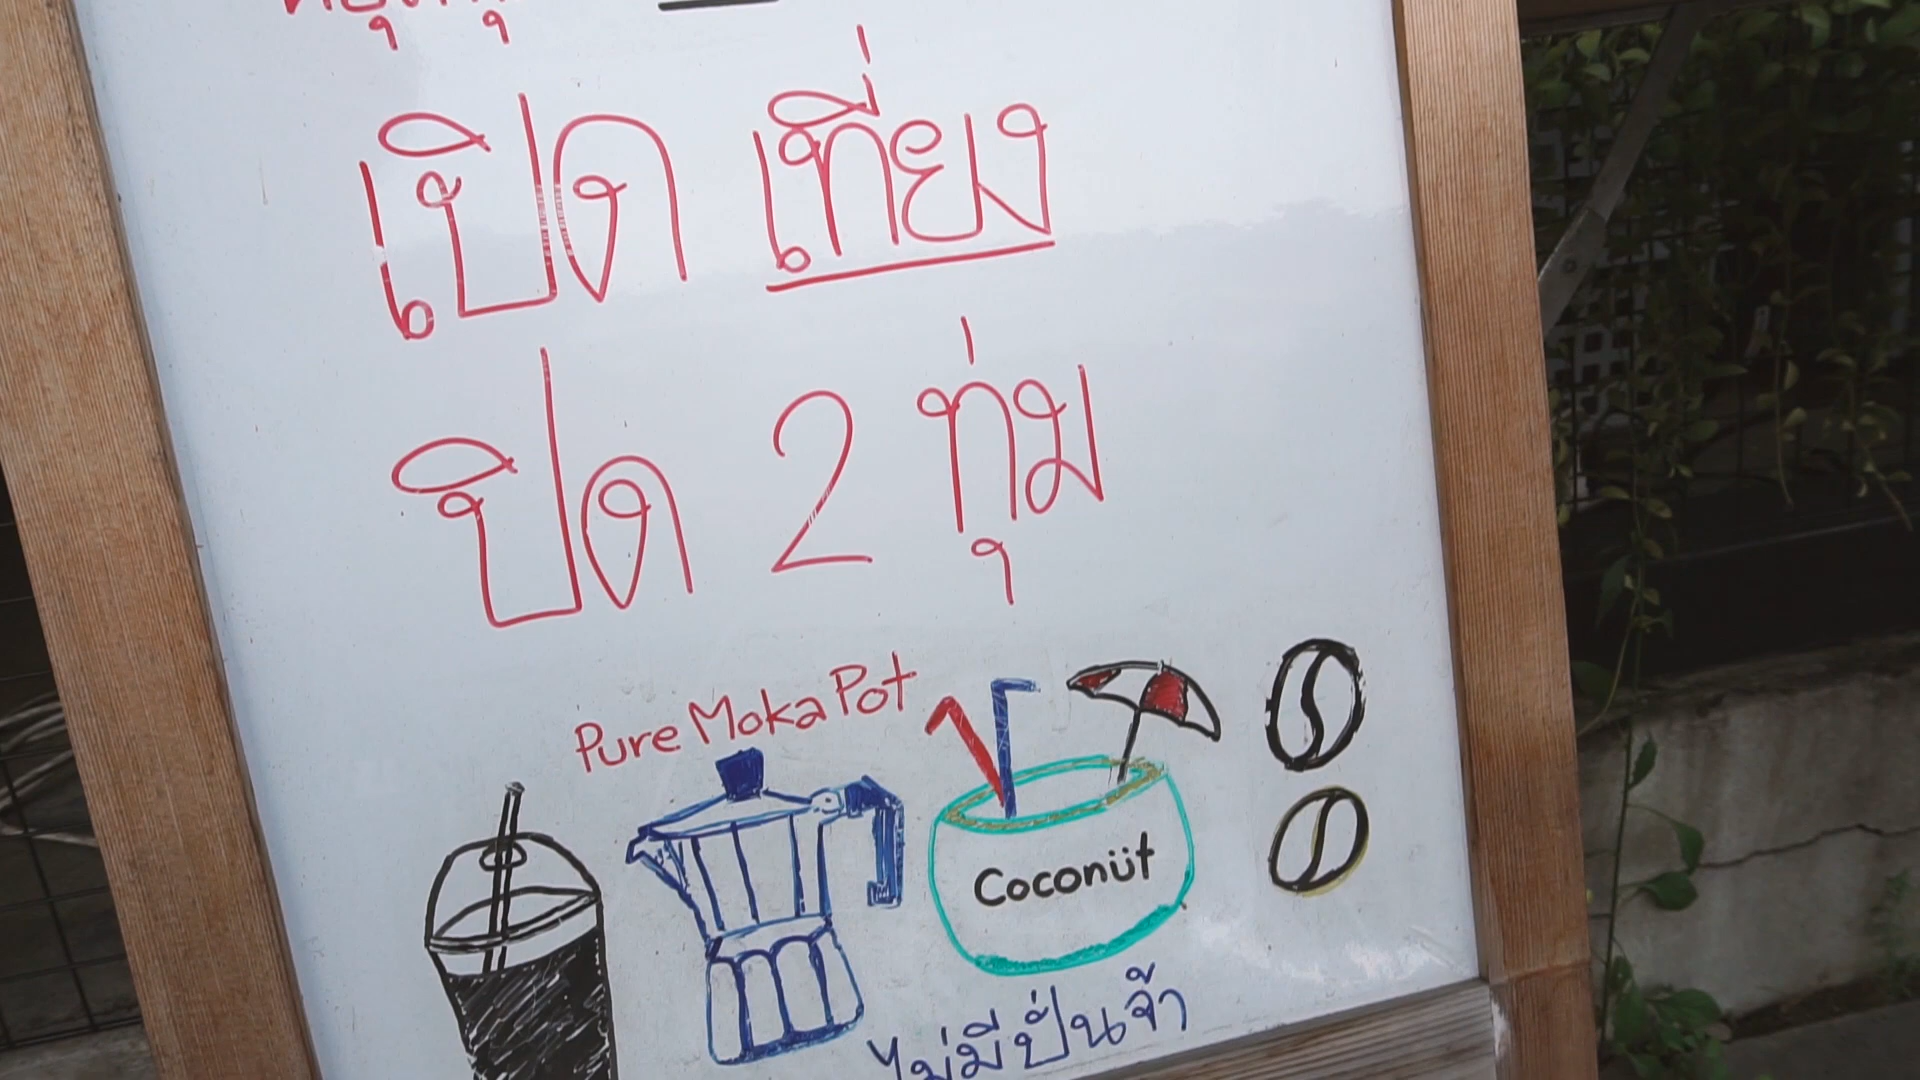 เปิด เที่ยง
ปิด 2 ทุ่ม
Pure Moka Pot
Coconüt
ไม่มีปั่นจ้า